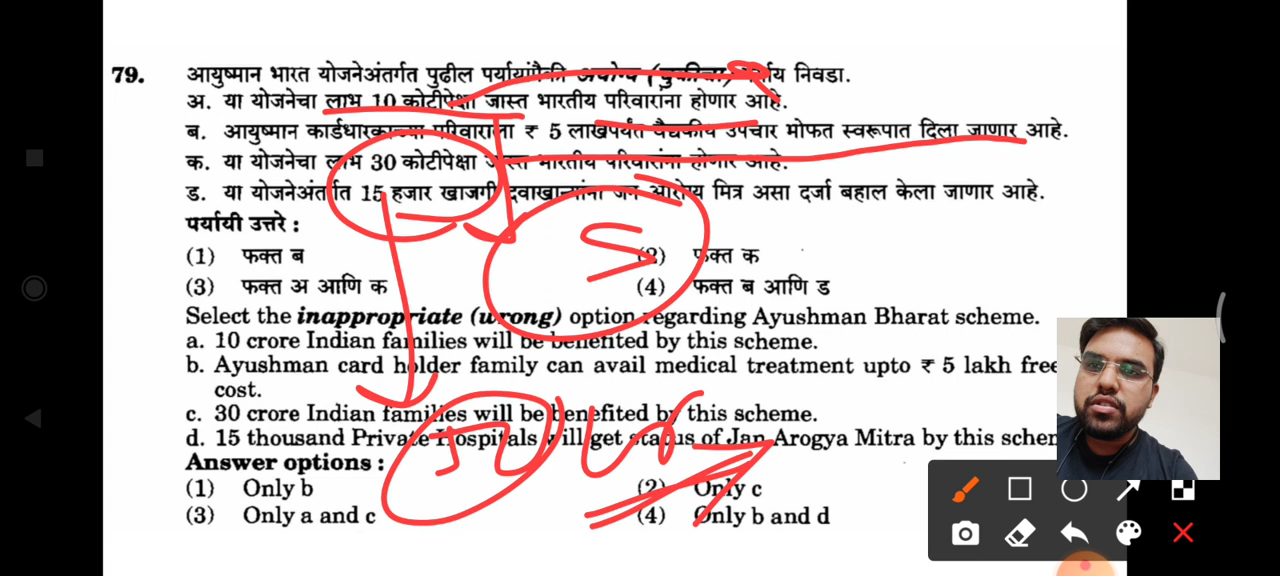 79. आयुष्मान भारत योजनेअंतर्गत पुढील पर्यायांपैकी अयोग्य (चुकीचा) पर्याय निवडा.
अ. या योजनेचा लाभ 10 कोटीपेक्षा जास्त भारतीय परिवारांना होणार आहे.
ब. आयुष्मान कार्डधारकाच्या परिवाराला ₹ 5 लाखपर्यंत वैद्यकीय उपचार मोफत स्वरूपात दिला जाणार आहे.
क. या योजनेचा लाभ 30 कोटीपेक्षा जास्त भारतीय परिवारांना होणार आहे.
ड. या योजनेअंतर्गत 15 हजार खाजगी दवाखान्यांना जन आरोग्य मित्र असा दर्जा बहाल केला जाणार आहे.
पर्यायी उत्तरे :
(1) फक्त ब (2) फक्त क
(3) फक्त अ आणि क (4) फक्त ब आणि ड
Select the inappropriate (wrong) option regarding Ayushman Bharat scheme.
a. 10 crore Indian families will be benefited by this scheme.
b. Ayushman card holder family can avail medical treatment upto ₹ 5 lakh free
cost.
c. 30 crore Indian families will be benefited by this scheme.
d. 15 thousand Private Hospitals will get status of Jan Arogya Mitra by this
Answer options :
(1) Only b (2) Only c
(3) Only a and c (4) Only b and d